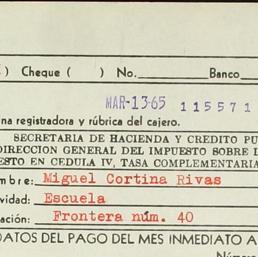 ) Cheque ( ) No. Banco
MAR-13-65 115571
na registradora y rúbrica del cajero.
SECRETARIA DE HACIENDA Y CREDITO PU
DIRECCION GENERAL DEL IMPUESTO SOBRE L
ESTO EN CEDULA IV, TASA COMPLEMENTARIA
mbre: Miguel Cortina Rivas
vidad: Escuela
ación: Frontera núm. 40
DATOS DEL PAGO DEL MES INMEDIATO A
Núm